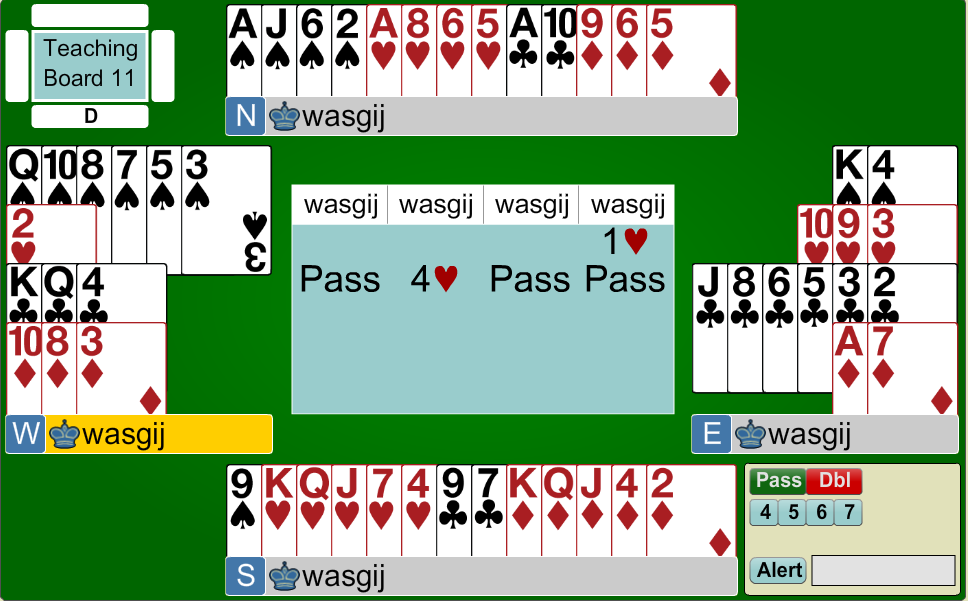 Teaching
Board 11
D
A J 6 2 A 8 6 5 A 10 9 6 5
N wasgij
Q 10 8 7 5 3
3
2
K Q 4
10 8 3
W wasgij
wasgij wasgij wasgij wasgij
1♥
Pass 4♥ Pass Pass
K 4
10 9 3
J 8 6 5 3 2
A 7
E wasgij
9 K Q J 7 4 9 7 K Q J 4 2
S wasgij
Pass Dbl
4 5 6 7
Alert